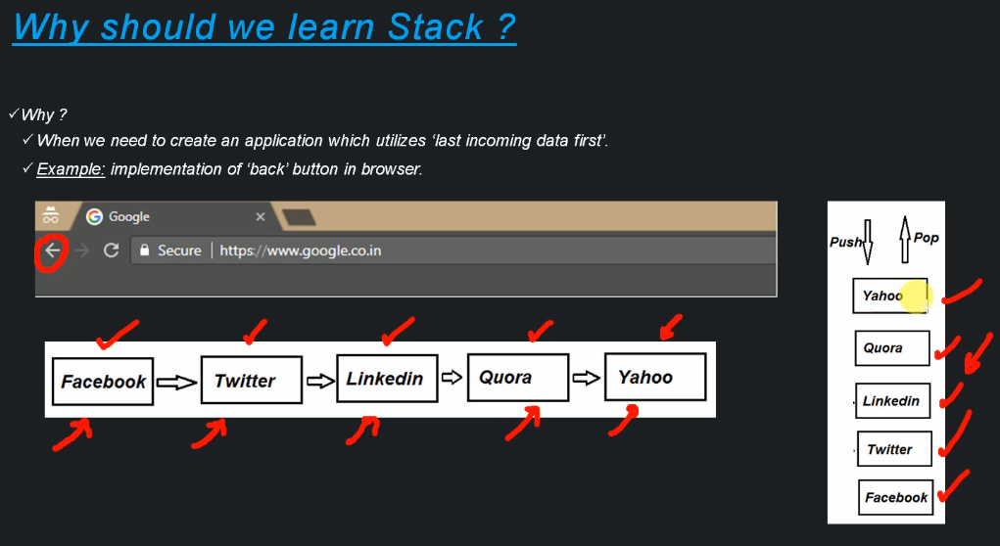 Why should we learn Stack ?
✓Why ?
✓ When we need to create an application which utilizes ‘last incoming data first’.
✓ Example: implementation of ‘back’ button in browser.
Google
Secure | https://www.google.co.in
Facebook Twitter Linkedin Quora Yahoo
Push Pop
Yahoo
Quora
Linkedin
Twitter
Facebook